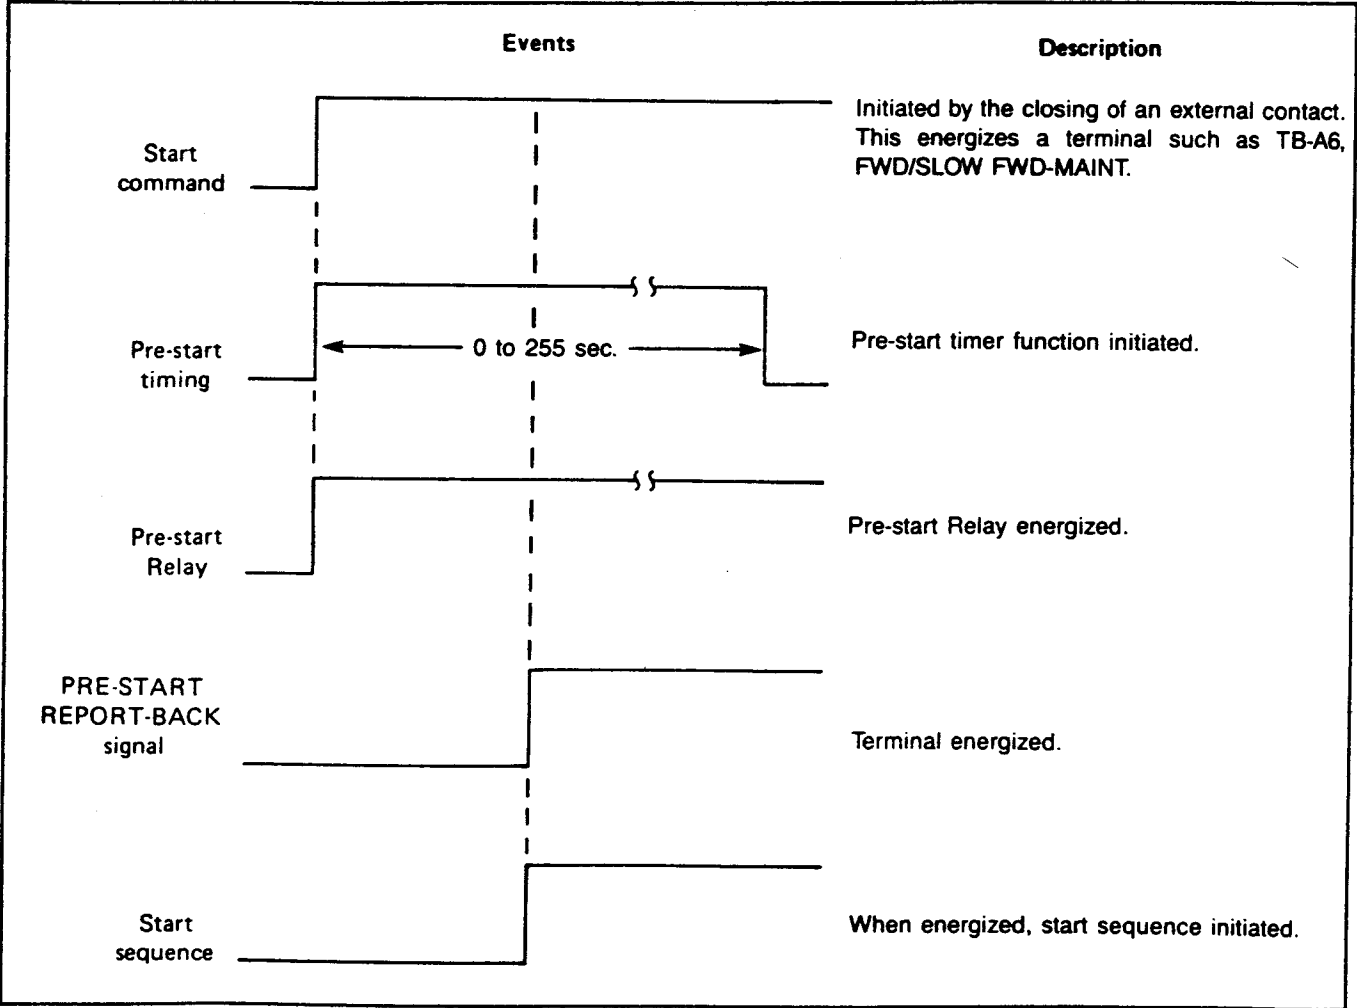 Events
Description
Start
command
Initiated by the closing of an external contact.
This energizes a terminal such as TB-A6,
FWD/SLOW FWD-MAINT.
Pre-start
timing
0 to 255 sec.
Pre-start timer function initiated.
Pre-start
Relay
Pre-start Relay energized.
PRE-START
REPORT-BACK
signal
Terminal energized.
Start
sequence
When energized, start sequence initiated.